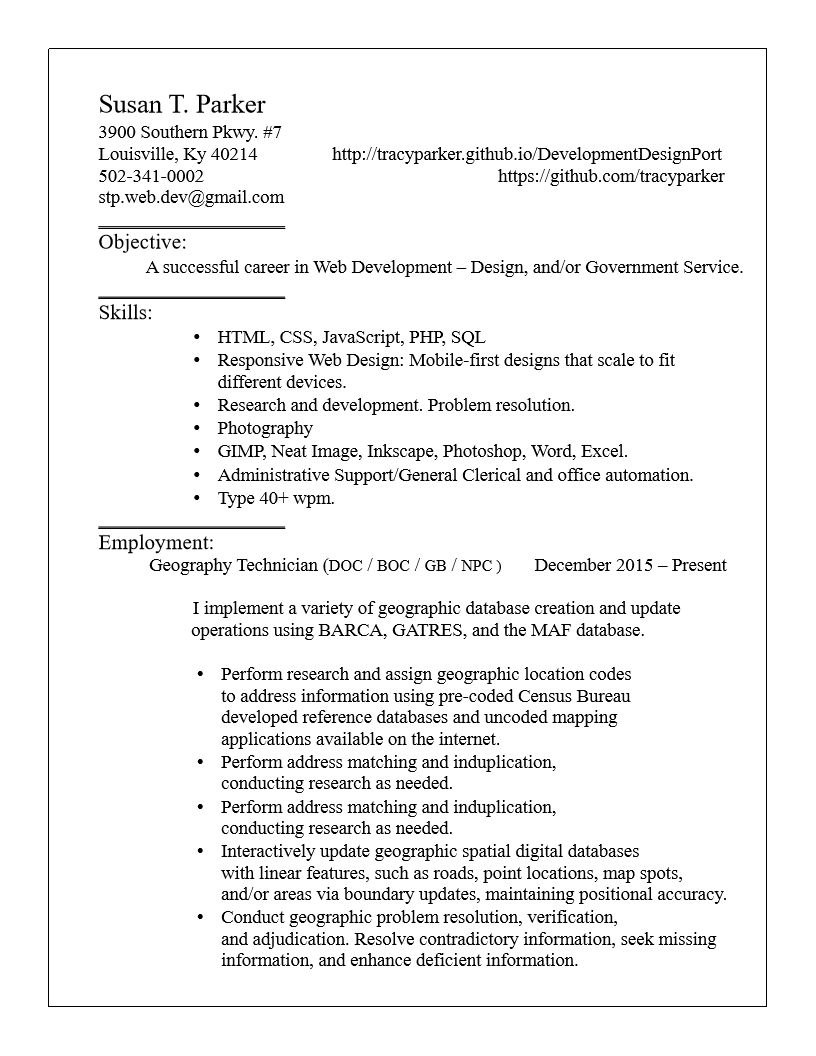 Susan T. Parker
3900 Southern Pkwy. #7
Louisville, Ky 40214 http://tracyparker.github.io/DevelopmentDesignPort
502-341-0002 https://github.com/tracyparker
stp.web.dev@gmail.com
Objective:
A successful career in Web Development – Design, and/or Government Service.
Skills:
• HTML, CSS, JavaScript, PHP, SQL
• Responsive Web Design: Mobile-first designs that scale to fit
different devices.
• Research and development. Problem resolution.
• Photography
• GIMP, Neat Image, Inkscape, Photoshop, Word, Excel.
• Administrative Support/General Clerical and office automation.
• Type 40+ wpm.
Employment:
Geography Technician (DOC / BOC / GB / NPC ) December 2015 – Present
I implement a variety of geographic database creation and update
operations using BARCA, GATRES, and the MAF database.
• Perform research and assign geographic location codes
to address information using pre-coded Census Bureau
developed reference databases and uncoded mapping
applications available on the internet.
• Perform address matching and induplication,
conducting research as needed.
• Perform address matching and induplication,
conducting research as needed.
• Interactively update geographic spatial digital databases
with linear features, such as roads, point locations, map spots,
and/or areas via boundary updates, maintaining positional accuracy.
• Conduct geographic problem resolution, verification,
and adjudication. Resolve contradictory information, seek missing
information, and enhance deficient information.